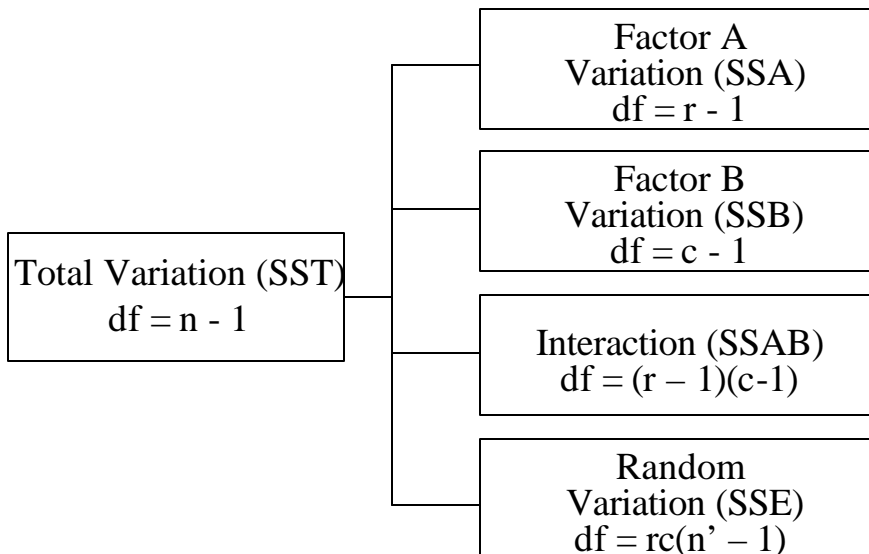 Factor A
Variation (SSA)
df = r - 1
Factor B
Variation (SSB)
df = c - 1
Total Variation (SST)
df = n - 1
Interaction (SSAB)
df = (r – 1)(c-1)
Random
Variation (SSE)
df = rc(n’ – 1)